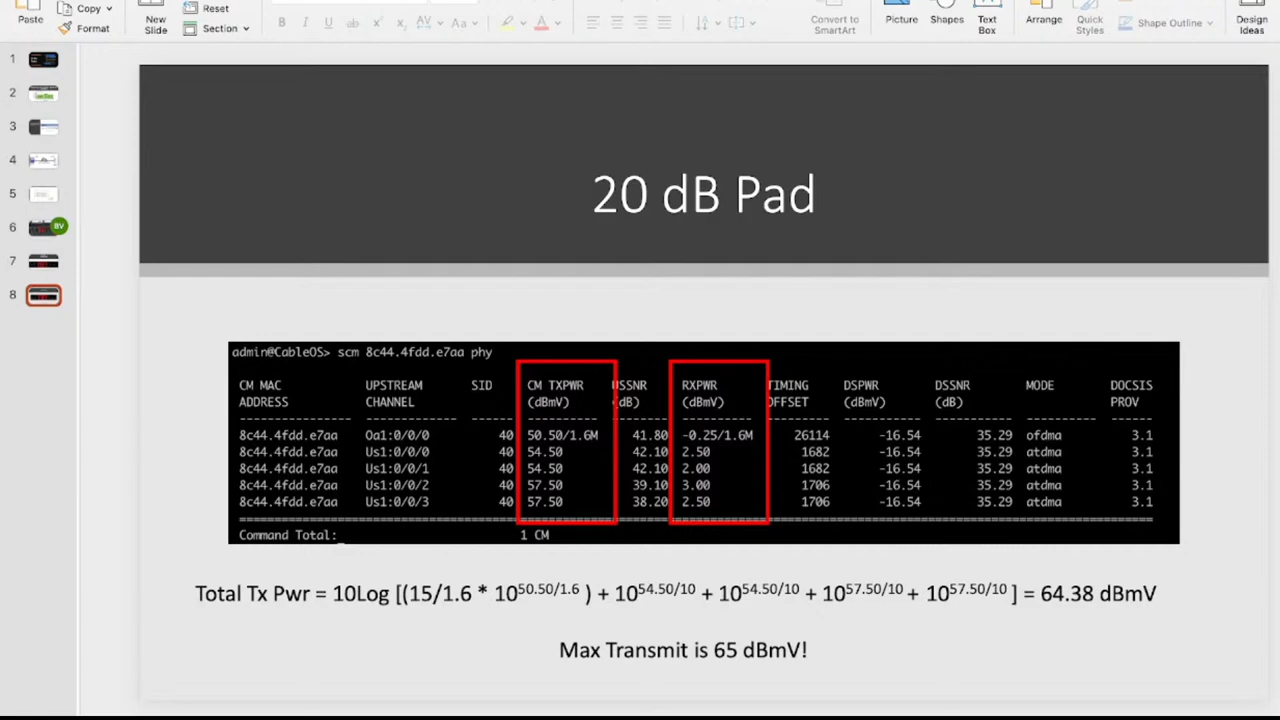 Paste
Copy
Format
New
Slide
Reset
Section
B I U ab X X AV Aa A
Convert to
SmartArt
Picture
Shapes
Text
Box
Arrange
Quick
Styles
Shape Outline
Design
Ideas
1
2
3
4
5
6
BV
7
8
20 dB Pad
admin@CableOS> scm 8c44.4fdd.e7aa phy
CM MAC UPSTREAM SID CM TXPWR USSNR RXPWR TIMING DSPWR DSSNR MODE DOCSIS
ADDRESS CHANNEL (dBmV) (dB) (dBmV) OFFSET (dBmV) (dB) PROV
8c44.4fdd.e7aa Oa1:0/0/0 40 50.50/1.6M 41.80 -0.25/1.6M 26114 -16.54 35.29 ofdma 3.1
8c44.4fdd.e7aa Us1:0/0/0 40 54.50 42.10 2.50 1682 -16.54 35.29 atdma 3.1
8c44.4fdd.e7aa Us1:0/0/1 40 54.50 42.10 2.00 1682 -16.54 35.29 atdma 3.1
8c44.4fdd.e7aa Us1:0/0/2 40 57.50 39.10 3.00 1706 -16.54 35.29 atdma 3.1
8c44.4fdd.e7aa Us1:0/0/3 40 57.50 38.20 2.50 1706 -16.54 35.29 atdma 3.1
Command Total:_ 1 CM
Total Tx Pwr = 10Log [(15/1.6 * 10^50.50/1.6 ) + 10^54.50/10 + 10^54.50/10 + 10^57.50/10 + 10^57.50/10 ] = 64.38 dBmV
Max Transmit is 65 dBmV!